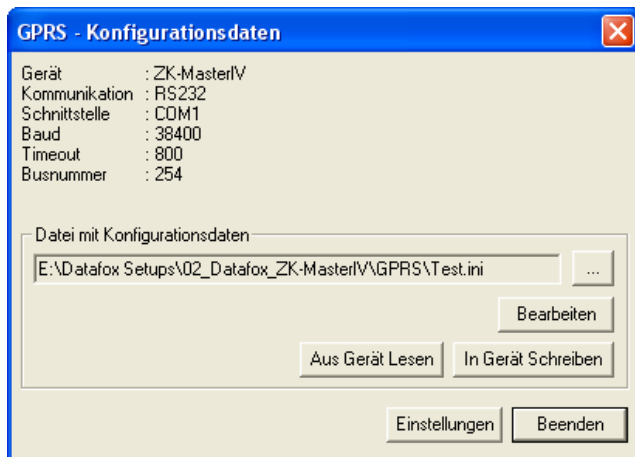 GPRS - Konfigurationsdaten
Gerät : ZK-MasterIV
Kommunikation : RS232
Schnittstelle : COM1
Baud : 38400
Timeout : 800
Busnummer : 254
Datei mit Konfigurationsdaten
E:\Datafox Setups\02_Datafox_ZK-MasterIV\GPRS\Test.ini ...
Bearbeiten
Aus Gerät Lesen In Gerät Schreiben
Einstellungen Beenden